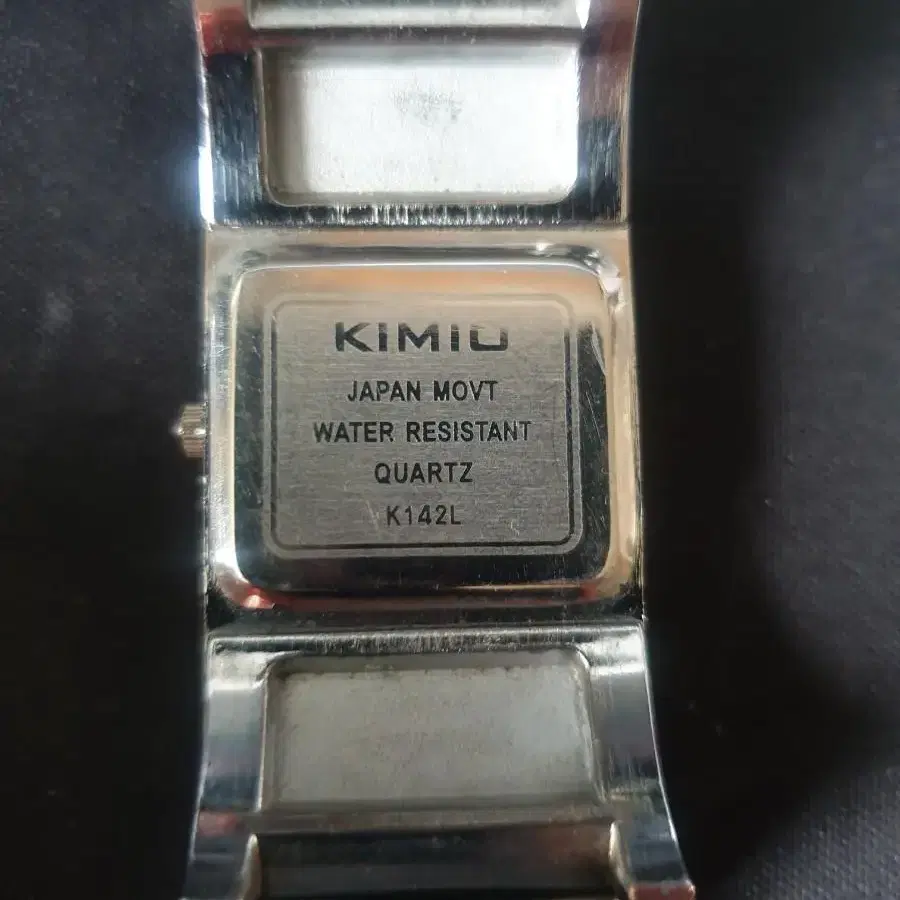 KIMIO
JAPAN MOVT
WATER RESISTANT
QUARTZ
K142L